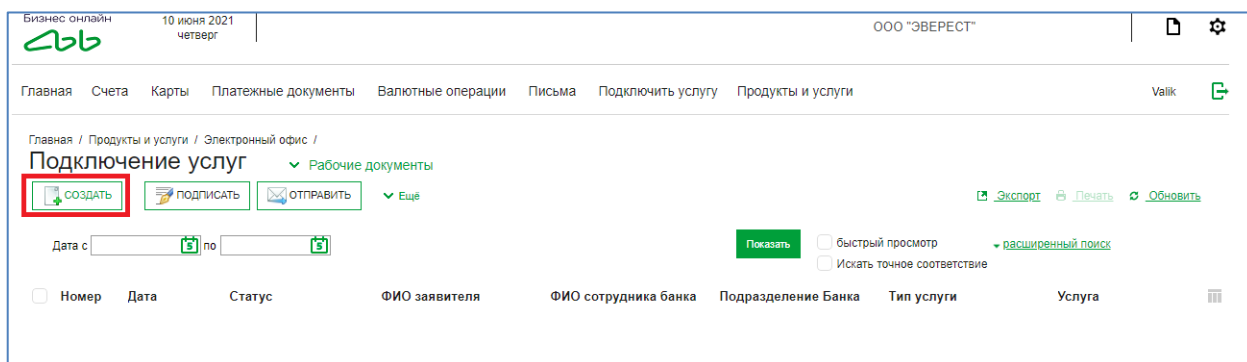 Бизнес онлайн
10 июня 2021
четверг
ООО "ЭВЕРЕСТ"
Главная Счета Карты Платежные документы Валютные операции Письма Подключить услугу Продукты и услуги Valik
Главная / Продукты и услуги / Электронный офис /
Подключение услуг Рабочие документы
СОЗДАТЬ ПОДПИСАТЬ ОТПРАВИТЬ Ещё Экспорт Печать Обновить
Дата с по Показать быстрый просмотр расширенный поиск
Искать точное соответствие
Номер Дата Статус ФИО заявителя ФИО сотрудника банка Подразделение Банка Тип услуги Услуга